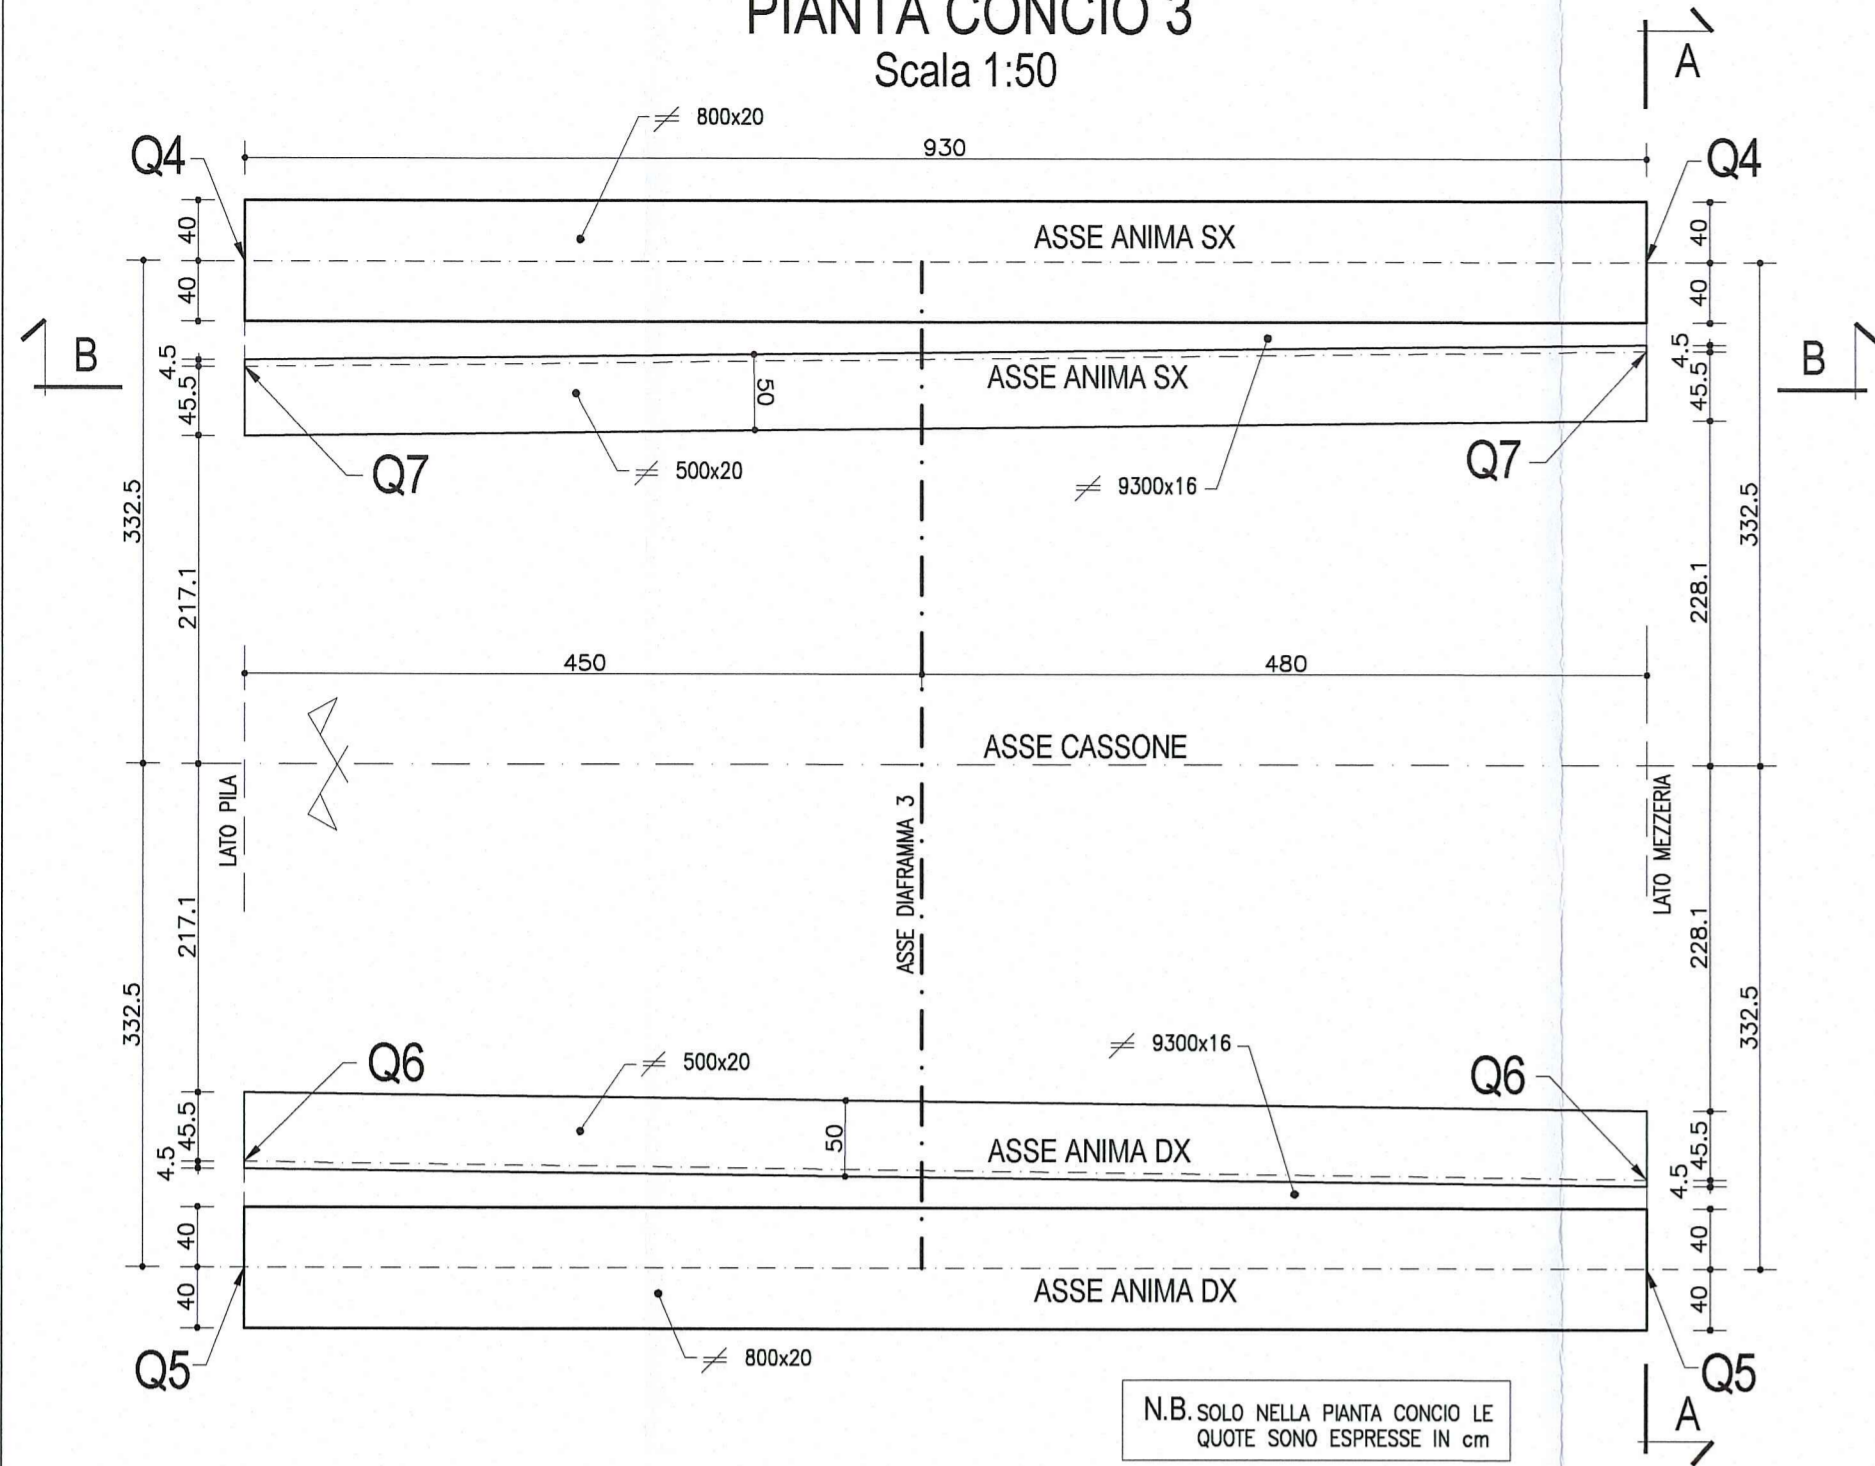 PIANTA CONCIO 3
Scala 1:50
A
800x20
930
Q4
Q4
40
40
ASSE ANIMA SX
40
40
B
B
4.5
4.5
ASSE ANIMA SX
45.5
50
45.5
Q7
500x20
9300x16
Q7
332.5
332.5
217.1
228.1
450
480
ASSE CASSONE
LATO PILA
LATO MEZZERIA
ASSE DIAFRAMMA 3
217.1
228.1
332.5
332.5
Q6
500x20
9300x16
Q6
45.5
50
ASSE ANIMA DX
45.5
4.5
4.5
40
40
40
ASSE ANIMA DX
40
Q5
800x20
Q5
N.B. SOLO NELLA PIANTA CONCIO LE
QUOTE SONO ESPRESSE IN cm
A